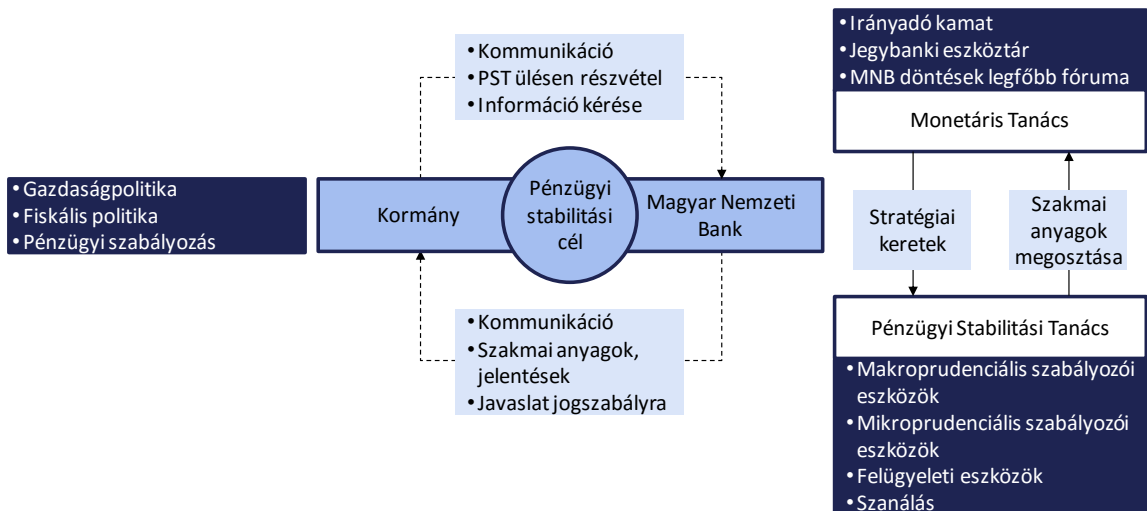 • Kommunikáció
• PST ülésen részvétel
• Információ kérése
• Gazdaságpolitika
• Fiskális politika
• Pénzügyi szabályozás
Kormány
Pénzügyi
stabilitási
cél
Magyar Nemzeti
Bank
• Kommunikáció
• Szakmai anyagok,
jelentések
• Javaslat jogszabályra
• Irányadó kamat
• Jegybanki eszköztár
• MNB döntések legfőbb fóruma
Monetáris Tanács
Stratégiai
keretek
Szakmai
anyagok
megosztása
Pénzügyi Stabilitási Tanács
• Makroprudenciális szabályozói
eszközök
• Mikroprudenciális szabályozói
eszközök
• Felügyeleti eszközök
• Szanálás